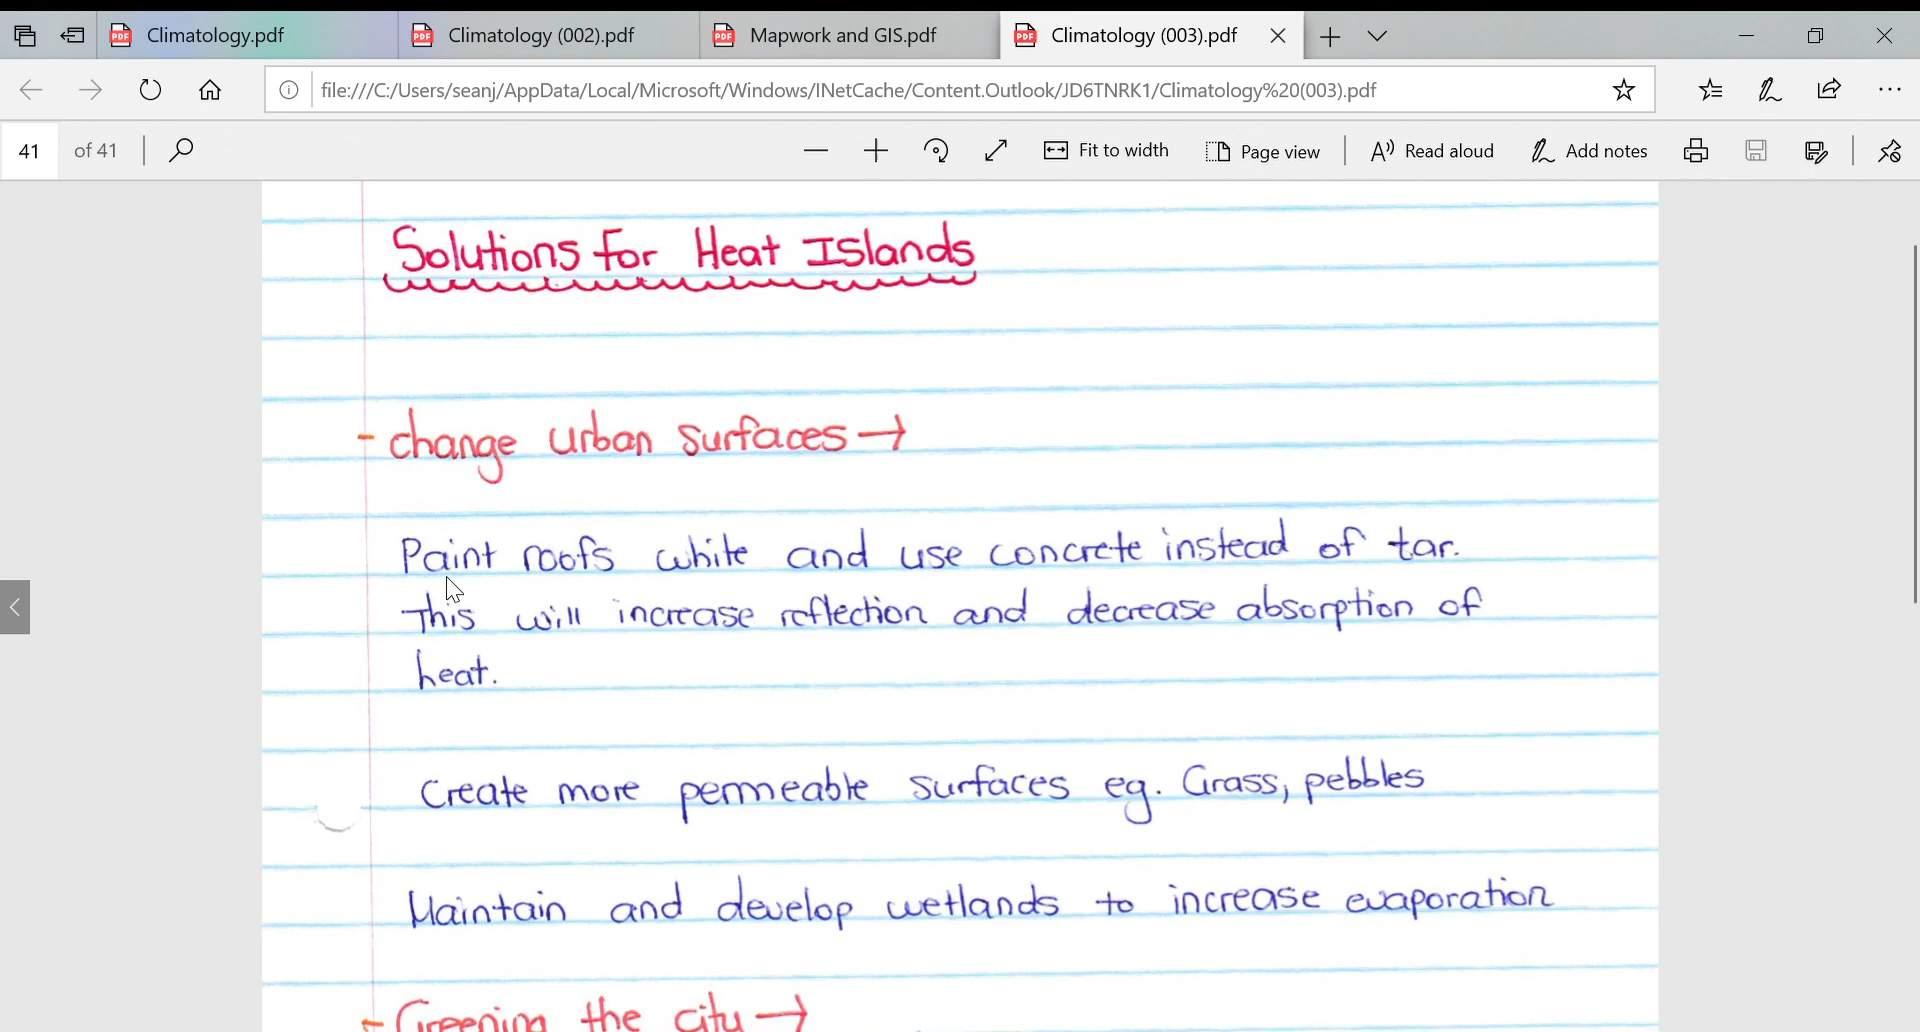 Climatology.pdf
Climatology (002).pdf
Mapwork and GIS.pdf
Climatology (003).pdf
file:///C:/Users/seanj/AppData/Local/Microsoft/Windows/INetCache/Content.Outlook/JD6TNRK1/Climatology%20(003).pdf
41 of 41
Fit to width
Page view
Read aloud
Add notes
Solutions for Heat Islands
- change urban surfaces →
Paint roofs white and use concrete instead of tar.
This will increase reflection and decrease absorption of
heat.
Create more permeable surfaces eg. Grass, pebbles
Maintain and develop wetlands to increase evaporation
- Greening the city →